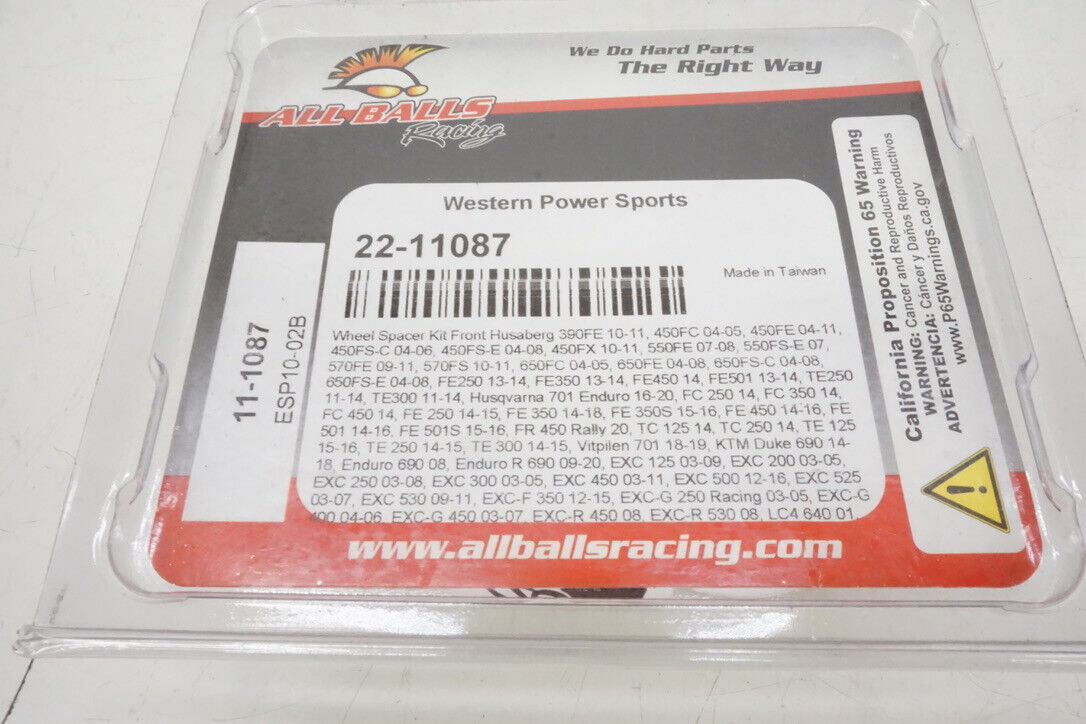 We Do Hard Parts
The Right Way
ALL BALLS
Racing
Western Power Sports
22-11087
Made in Taiwan
Wheel Spacer Kit Front Husaberg 390FE 10-11, 450FC 04-05, 450FE 04-11,
450FS-C 04-06, 450FS-E 04-08, 450FX 10-11, 550FE 07-08, 550FS-E 07,
570FE 09-11, 570FS 10-11, 650FC 04-05, 650FE 04-08, 650FS-C 04-08,
650FS-E 04-08, FE250 13-14, FE350 13-14, FE450 14, FE501 13-14, TE250
11-14, TE300 11-14, Husqvarna 701 Enduro 16-20, FC 250 14, FC 350 14,
FC 450 14, FE 250 14-15, FE 350 14-18, FE 350S 15-16, FE 450 14-16, FE
501 14-16, FE 501S 15-16, FR 450 Rally 20, TC 125 14, TC 250 14, TE 125
15-16, TE 250 14-15, TE 300 14-15, Vitpilen 701 18-19, KTM Duke 690 14-
18, Enduro 690 08, Enduro R 690 09-20, EXC 125 03-09, EXC 200 03-05,
EXC 250 03-08, EXC 300 03-05, EXC 450 03-11, EXC 500 12-16, EXC 525
03-07, EXC 530 09-11, EXC-F 350 12-15, EXC-G 250 Racing 03-05, EXC-G
400 04-06, EXC-G 450 03-07, EXC-R 450 08, EXC-R 530 08, LC4 640 01
11-1087
ESP10-02B
California Proposition 65 Warning
WARNING: Cancer and Reproductive Harm
ADVERTENCIA: Cáncer y Daños Reproductivos
www.P65Warnings.ca.gov
www.allballsracing.com